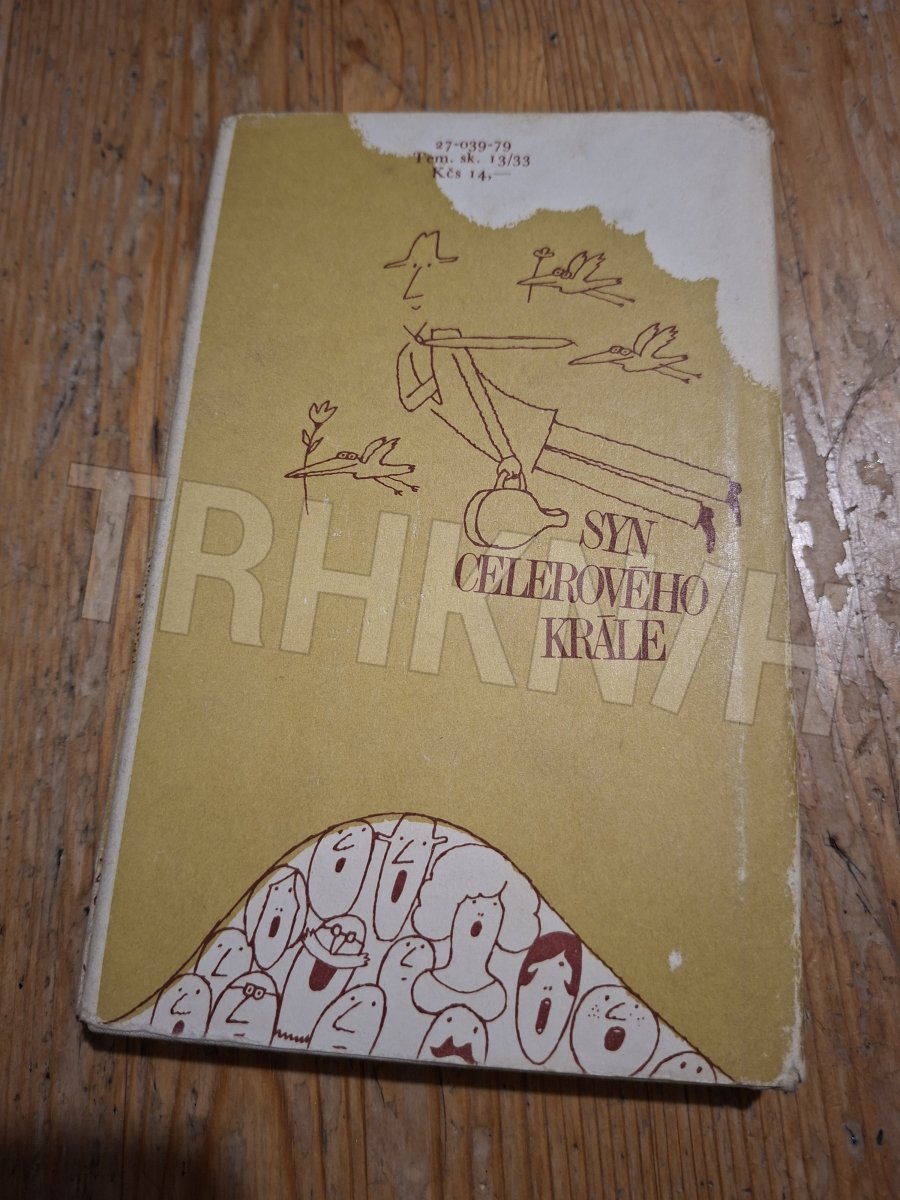 27-039-79
Tem. sk. 13/33
Kčs 14,—
SYN
CELEROVÉHO
KRÁLE
TRHKNIH